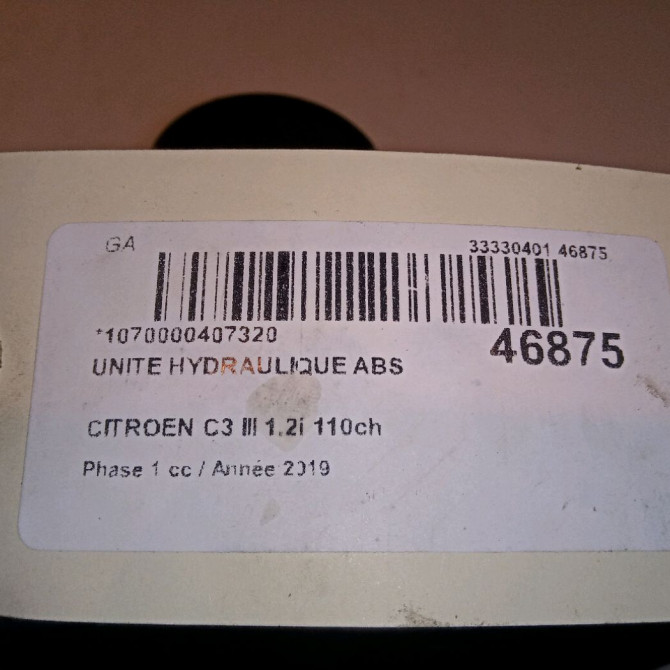 GA
33330401 46875
*1070000407320
46875
UNITE HYDRAULIQUE ABS
CITROEN C3 III 1.2i 110ch
Phase 1 cc / Année 2019